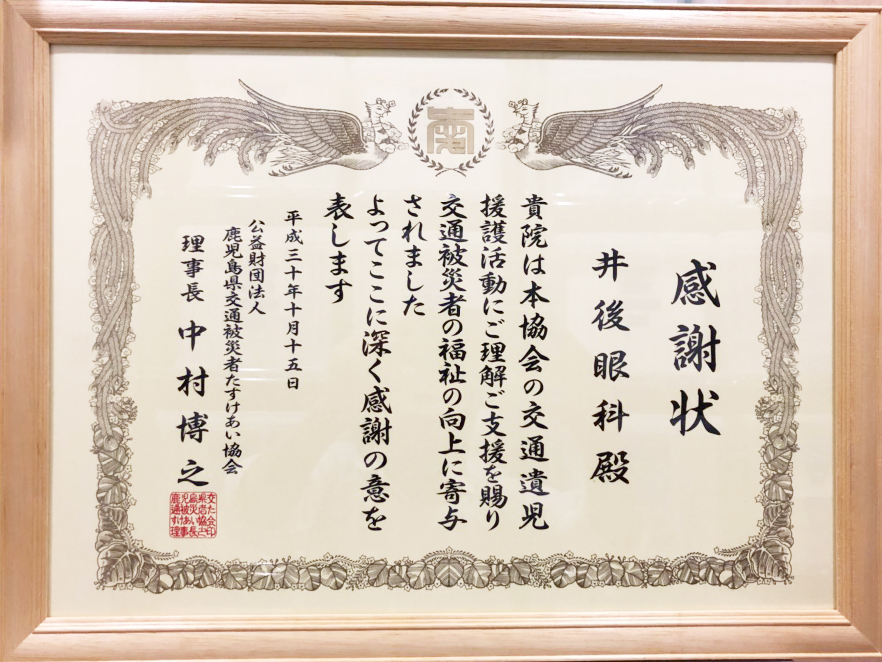 感謝状
井後眼科殿
貴院は本協会の交通遺児
援護活動にご理解ご支援を賜り
交通被災者の福祉の向上に寄与
されました
よってここに深く感謝の意を
表します
平成三十年十月十五日
公益財団法人
鹿児島県交通被災者たすけあい協会
理事長 中村博之